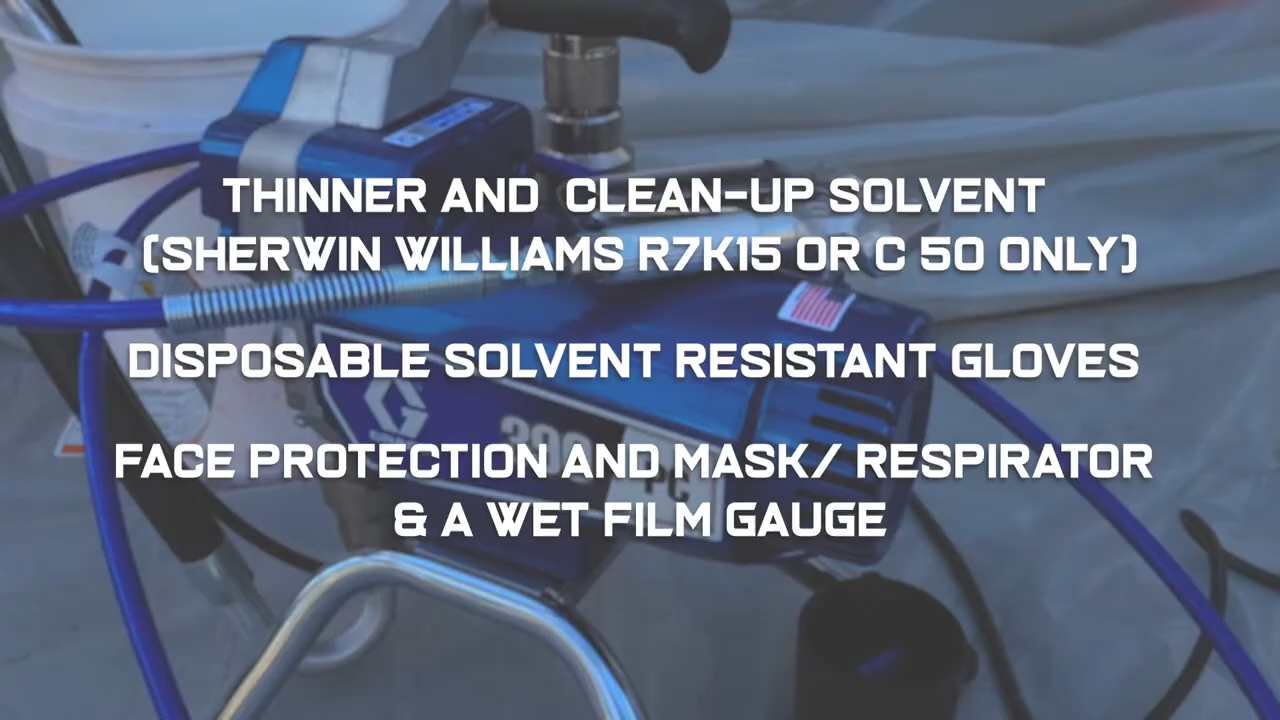 THINNER AND CLEAN-UP SOLVENT
(SHERWIN WILLIAMS R7K15 OR C 50 ONLY)
DISPOSABLE SOLVENT RESISTANT GLOVES
FACE PROTECTION AND MASK/ RESPIRATOR
& A WET FILM GAUGE
PC